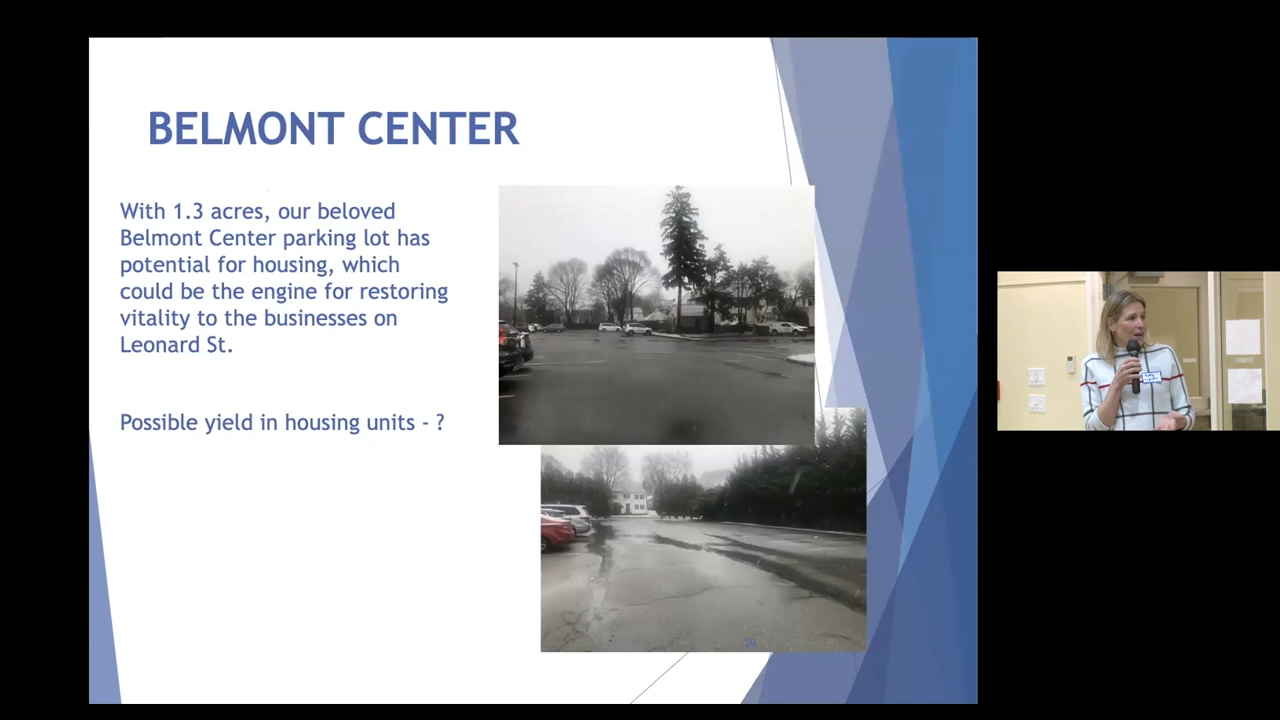 BELMONT CENTER
With 1.3 acres, our beloved
Belmont Center parking lot has
potential for housing, which
could be the engine for restoring
vitality to the businesses on
Leonard St.
Possible yield in housing units - ?